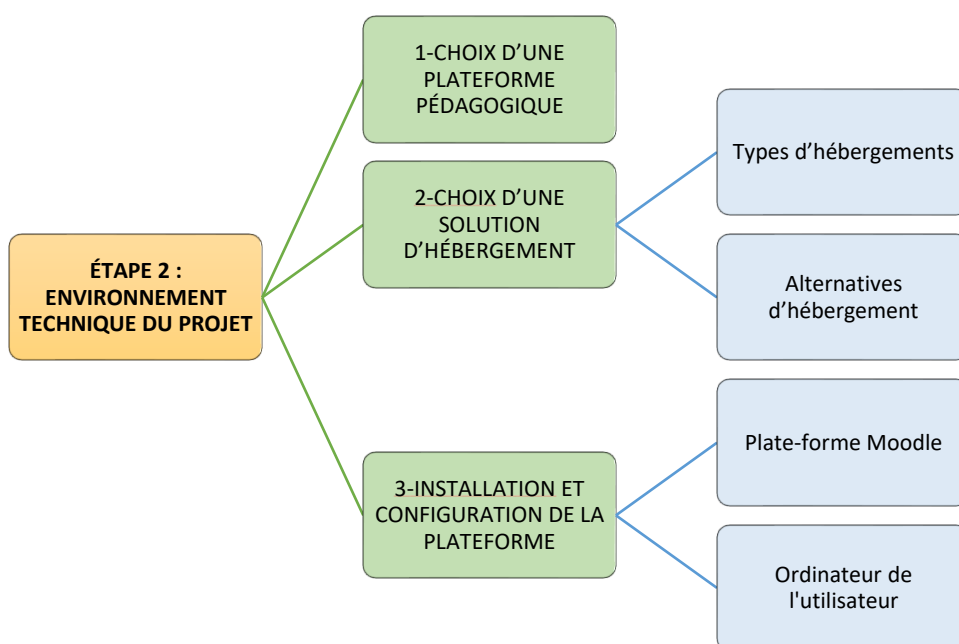 ÉTAPE 2 :
ENVIRONNEMENT
TECHNIQUE DU PROJET
1-CHOIX D’UNE
PLATEFORME
PÉDAGOGIQUE
2-CHOIX D’UNE
SOLUTION
D’HÉBERGEMENT
Types d’hébergements
Alternatives
d’hébergement
3-INSTALLATION ET
CONFIGURATION DE LA
PLATEFORME
Plate-forme Moodle
Ordinateur de
l'utilisateur